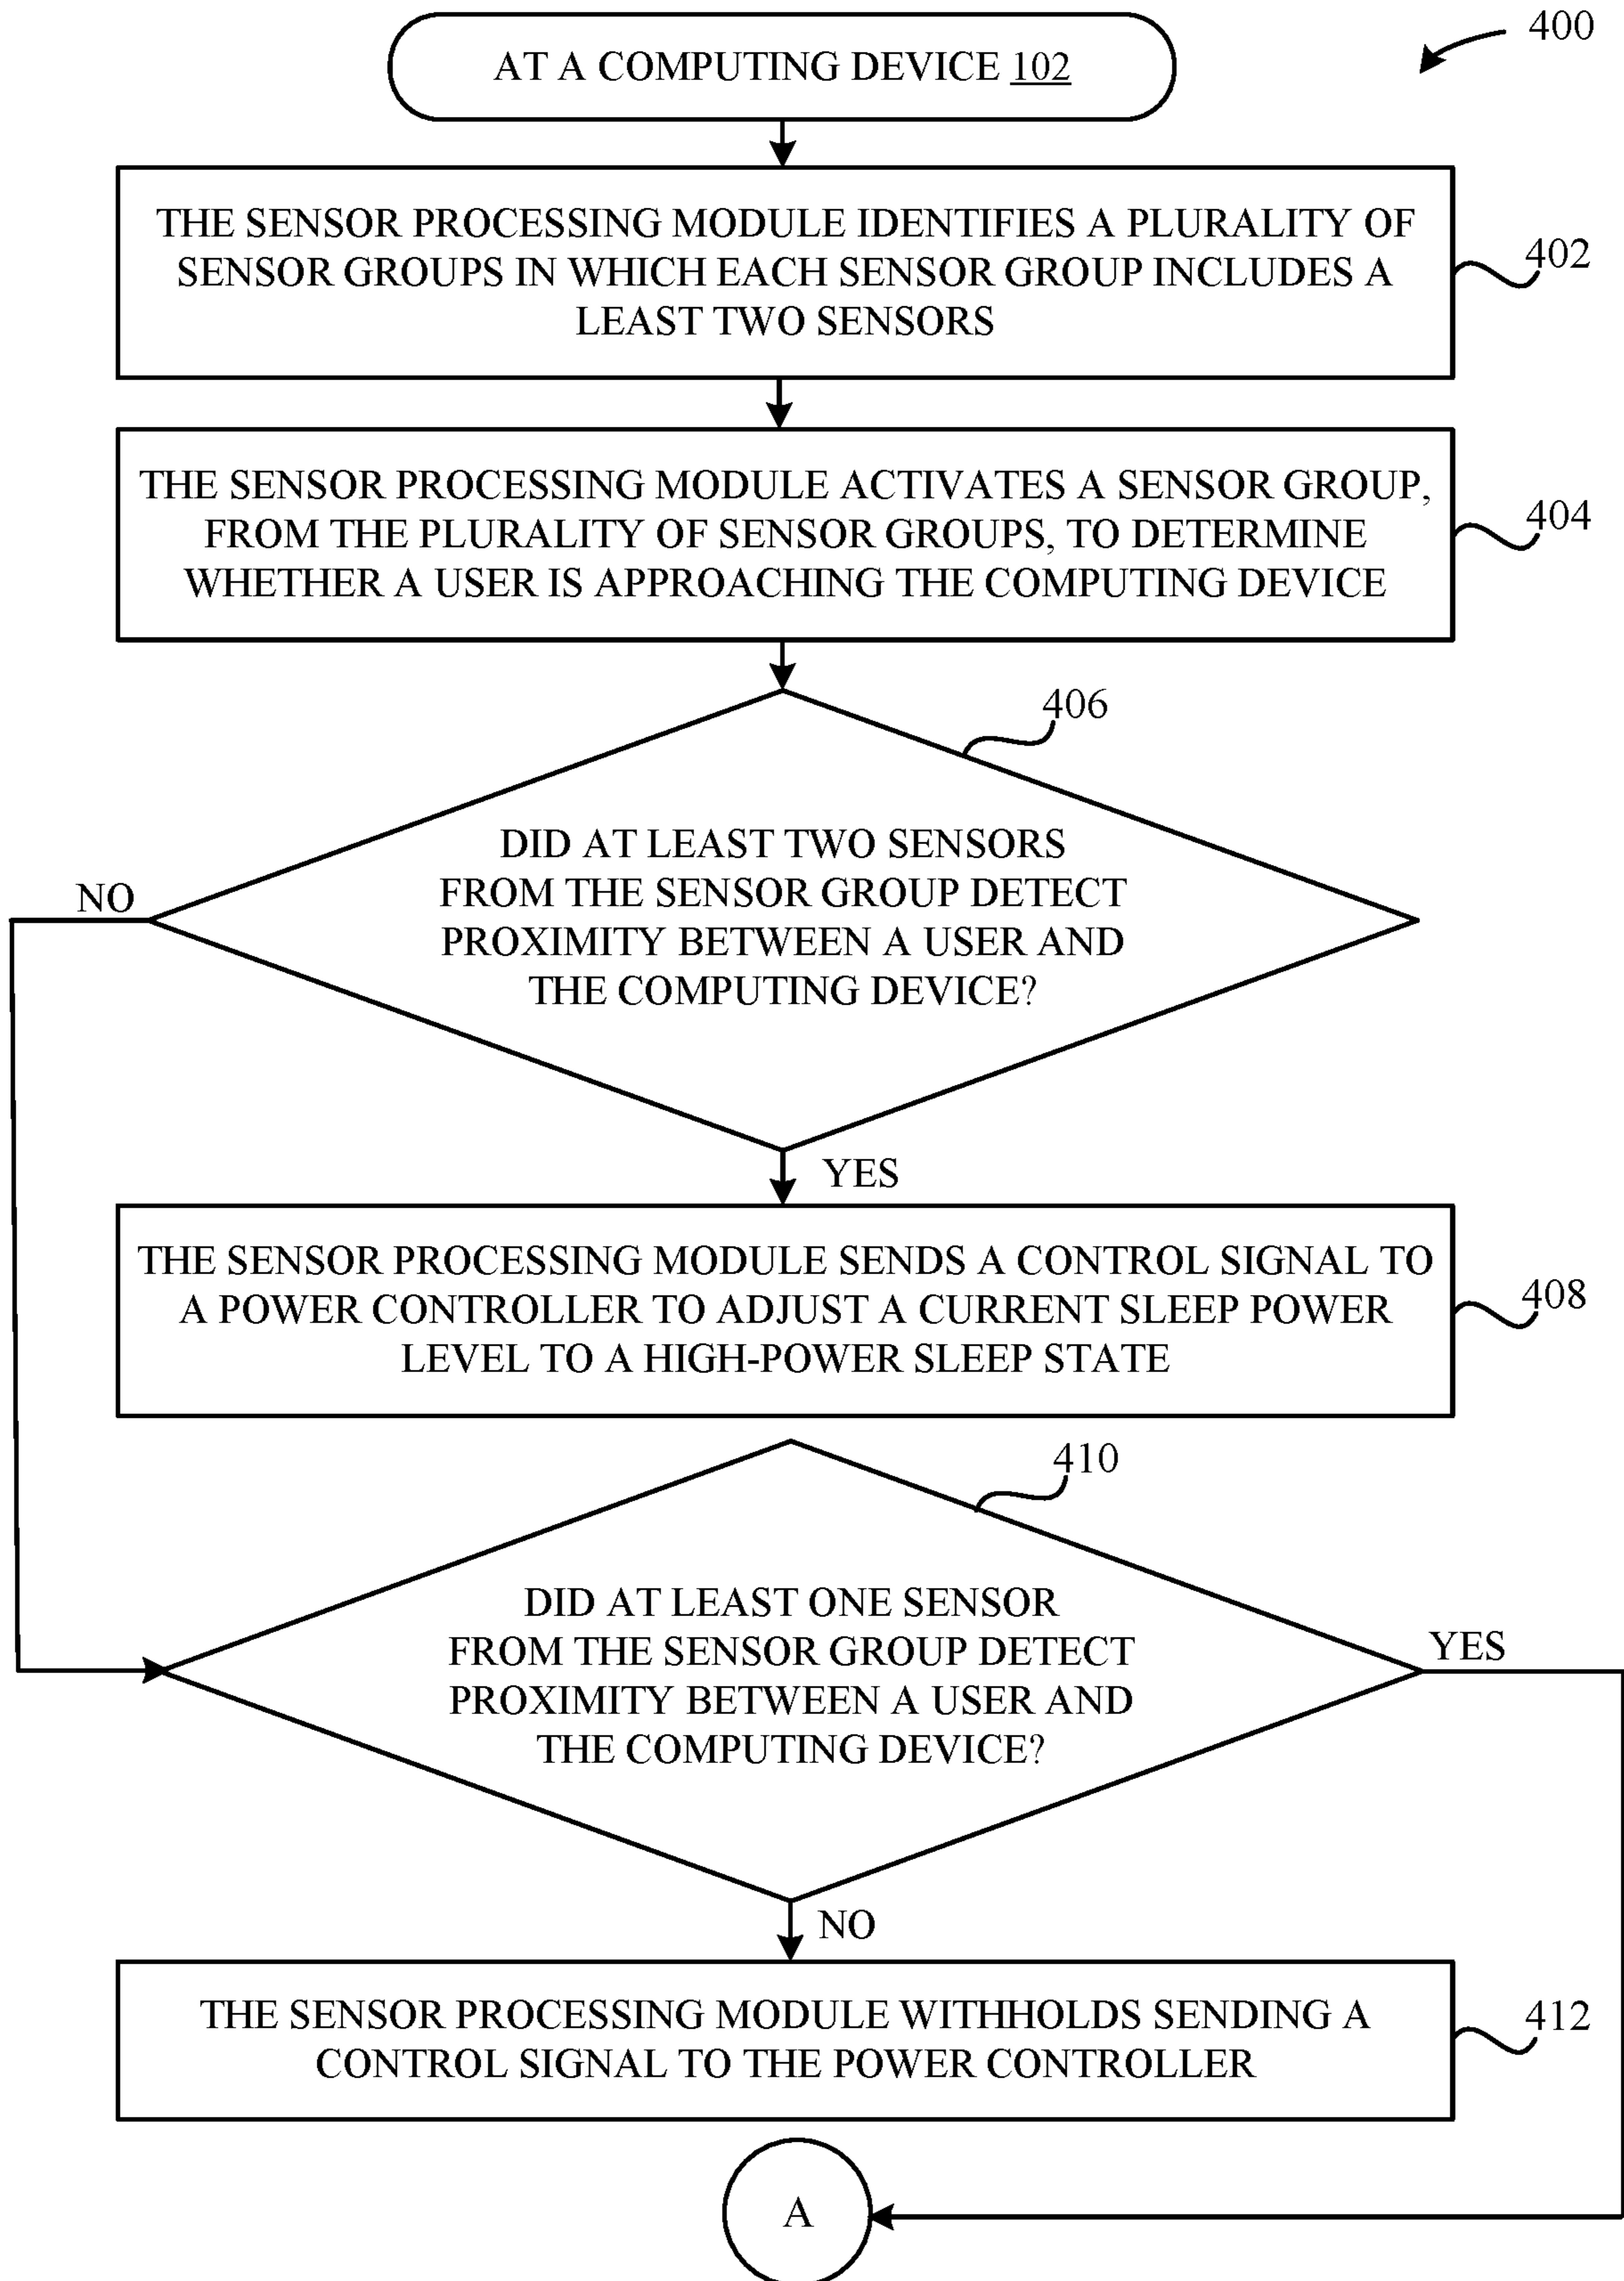 400
AT A COMPUTING DEVICE 102
THE SENSOR PROCESSING MODULE IDENTIFIES A PLURALITY OF
SENSOR GROUPS IN WHICH EACH SENSOR GROUP INCLUDES A
LEAST TWO SENSORS
402
THE SENSOR PROCESSING MODULE ACTIVATES A SENSOR GROUP,
FROM THE PLURALITY OF SENSOR GROUPS, TO DETERMINE
WHETHER A USER IS APPROACHING THE COMPUTING DEVICE
404
406
DID AT LEAST TWO SENSORS
FROM THE SENSOR GROUP DETECT
PROXIMITY BETWEEN A USER AND
THE COMPUTING DEVICE?
NO
YES
THE SENSOR PROCESSING MODULE SENDS A CONTROL SIGNAL TO
A POWER CONTROLLER TO ADJUST A CURRENT SLEEP POWER
LEVEL TO A HIGH-POWER SLEEP STATE
408
410
DID AT LEAST ONE SENSOR
FROM THE SENSOR GROUP DETECT
PROXIMITY BETWEEN A USER AND
THE COMPUTING DEVICE?
YES
NO
THE SENSOR PROCESSING MODULE WITHHOLDS SENDING A
CONTROL SIGNAL TO THE POWER CONTROLLER
412
A